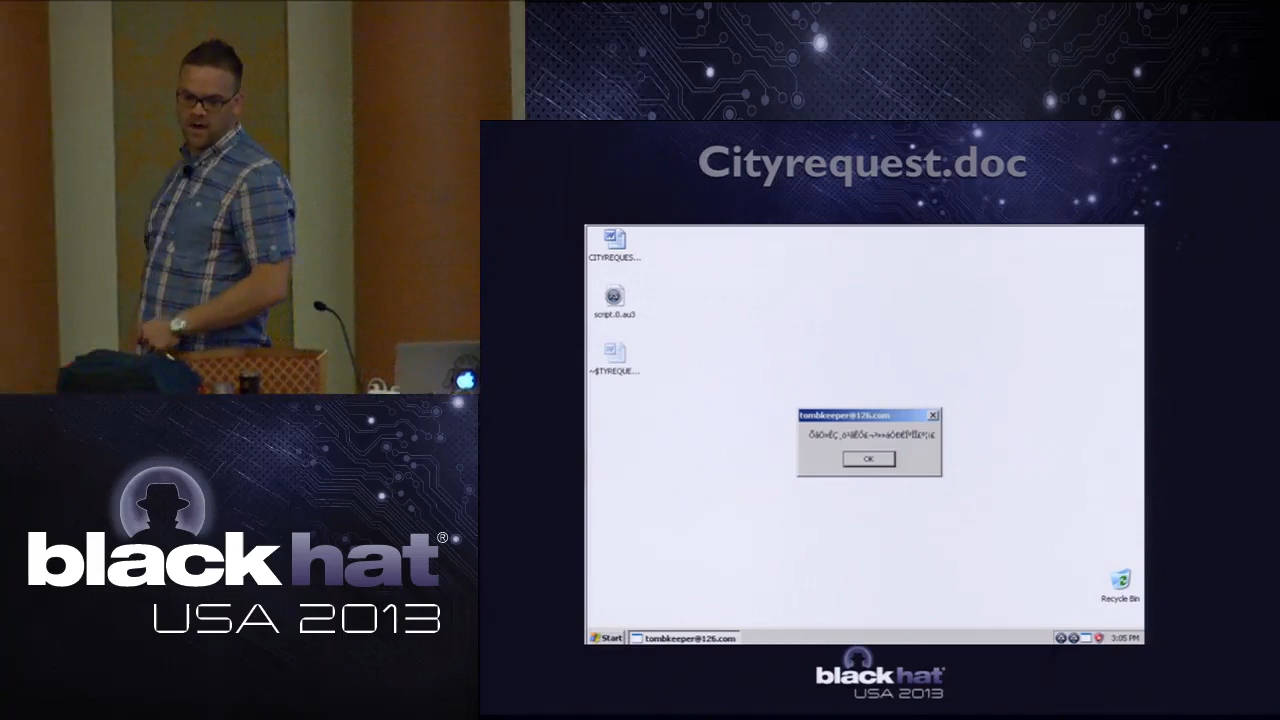 Cityrequest.doc
CITYREQUES...
script.0.au3
~$TYREQUE...
tombkeeper@126.com
OK
Recycle Bin
Start
tombkeeper@126.com
3:05 PM
black hat
USA 2013
black hat®
USA 2013